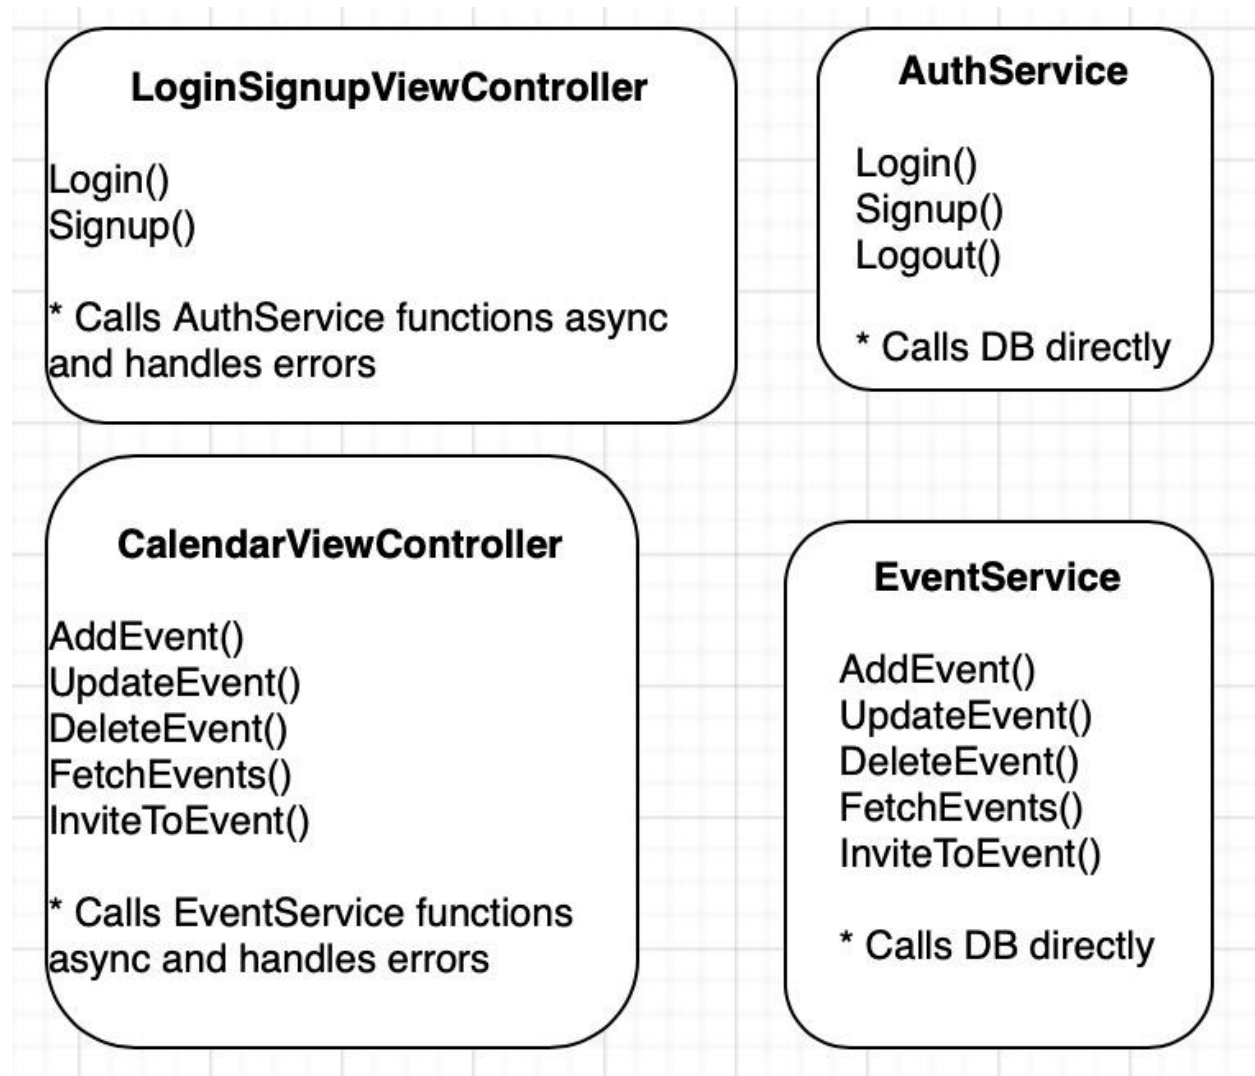 LoginSignupViewController
Login()
Signup()
* Calls AuthService functions async
and handles errors
AuthService
Login()
Signup()
Logout()
* Calls DB directly
CalendarViewController
AddEvent()
UpdateEvent()
DeleteEvent()
FetchEvents()
InviteToEvent()
* Calls EventService functions
async and handles errors
EventService
AddEvent()
UpdateEvent()
DeleteEvent()
FetchEvents()
InviteToEvent()
* Calls DB directly